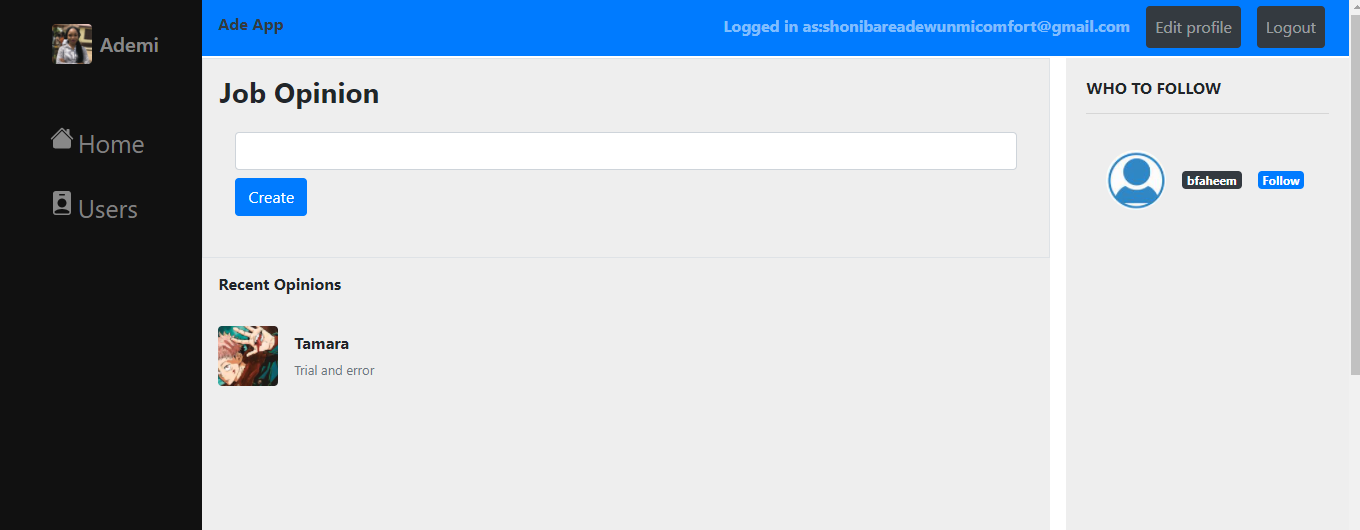 Ademi
Home
Users
Ade App
Logged in as:shonibareadewunmicomfort@gmail.com
Edit profile
Logout
Job Opinion
Create
Recent Opinions
Tamara
Trial and error
WHO TO FOLLOW
bfaheem
Follow